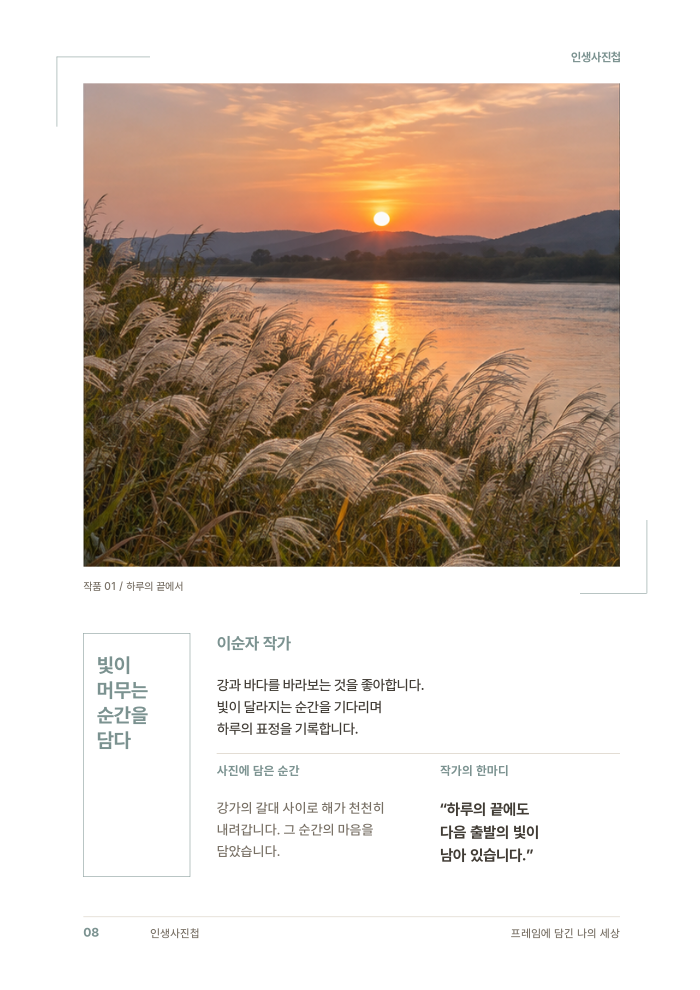 인생사진첩
작품 01 / 하루의 끝에서
빛이
머무는
순간을
담다
이순자 작가
강과 바다를 바라보는 것을 좋아합니다.
빛이 달라지는 순간을 기다리며
하루의 표정을 기록합니다.
사진에 담은 순간
강가의 갈대 사이로 해가 천천히
내려갑니다. 그 순간의 마음을
담았습니다.
작가의 한마디
“하루의 끝에도
다음 출발의 빛이
남아 있습니다.”
08
인생사진첩
프레임에 담긴 나의 세상